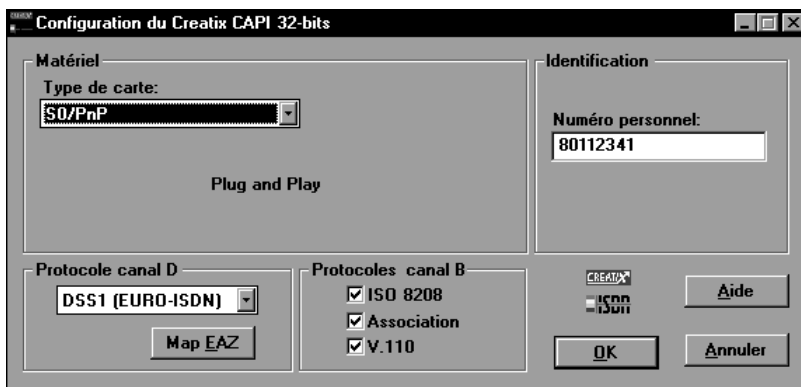 Configuration du Creatix CAPI 32-bits
Matériel
Type de carte:
S0/PnP
Plug and Play
Identification
Numéro personnel:
80112341
Protocole canal D
DSS1 (EURO-ISDN)
Map EAZ
Protocoles canal B
ISO 8208
Association
V.110
CREATIX
ISDN
Aide
OK
Annuler